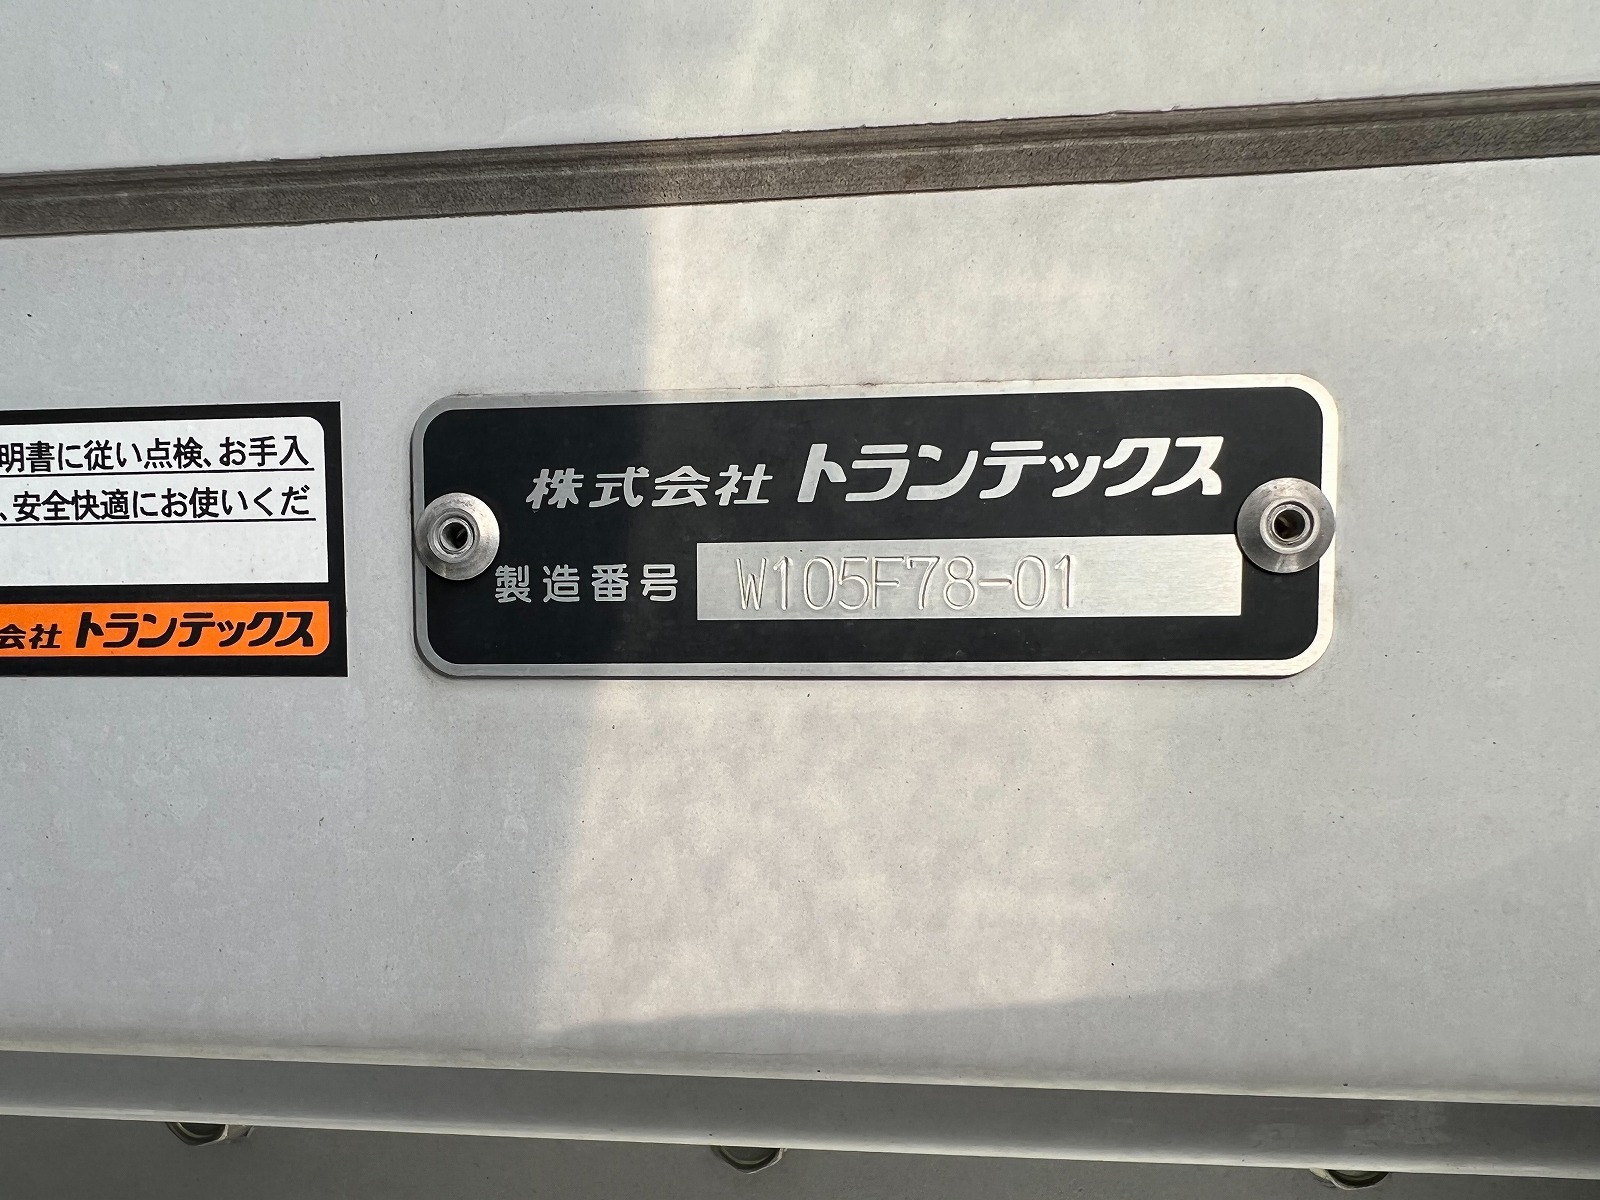 明書に従い点検、お手入
、安全快適にお使いくだ
会社 トランテックス
株式会社 トランテックス
製造番号 W105F78-01